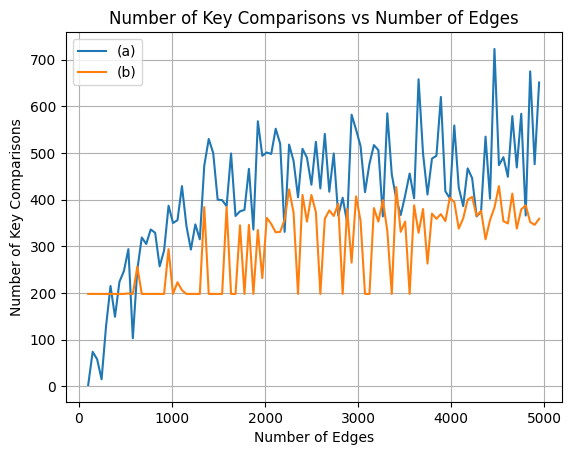 Number of Key Comparisons vs Number of Edges
(a)
(b)
Number of Key Comparisons
700
600
500
400
300
200
100
0
0 1000 2000 3000 4000 5000
Number of Edges